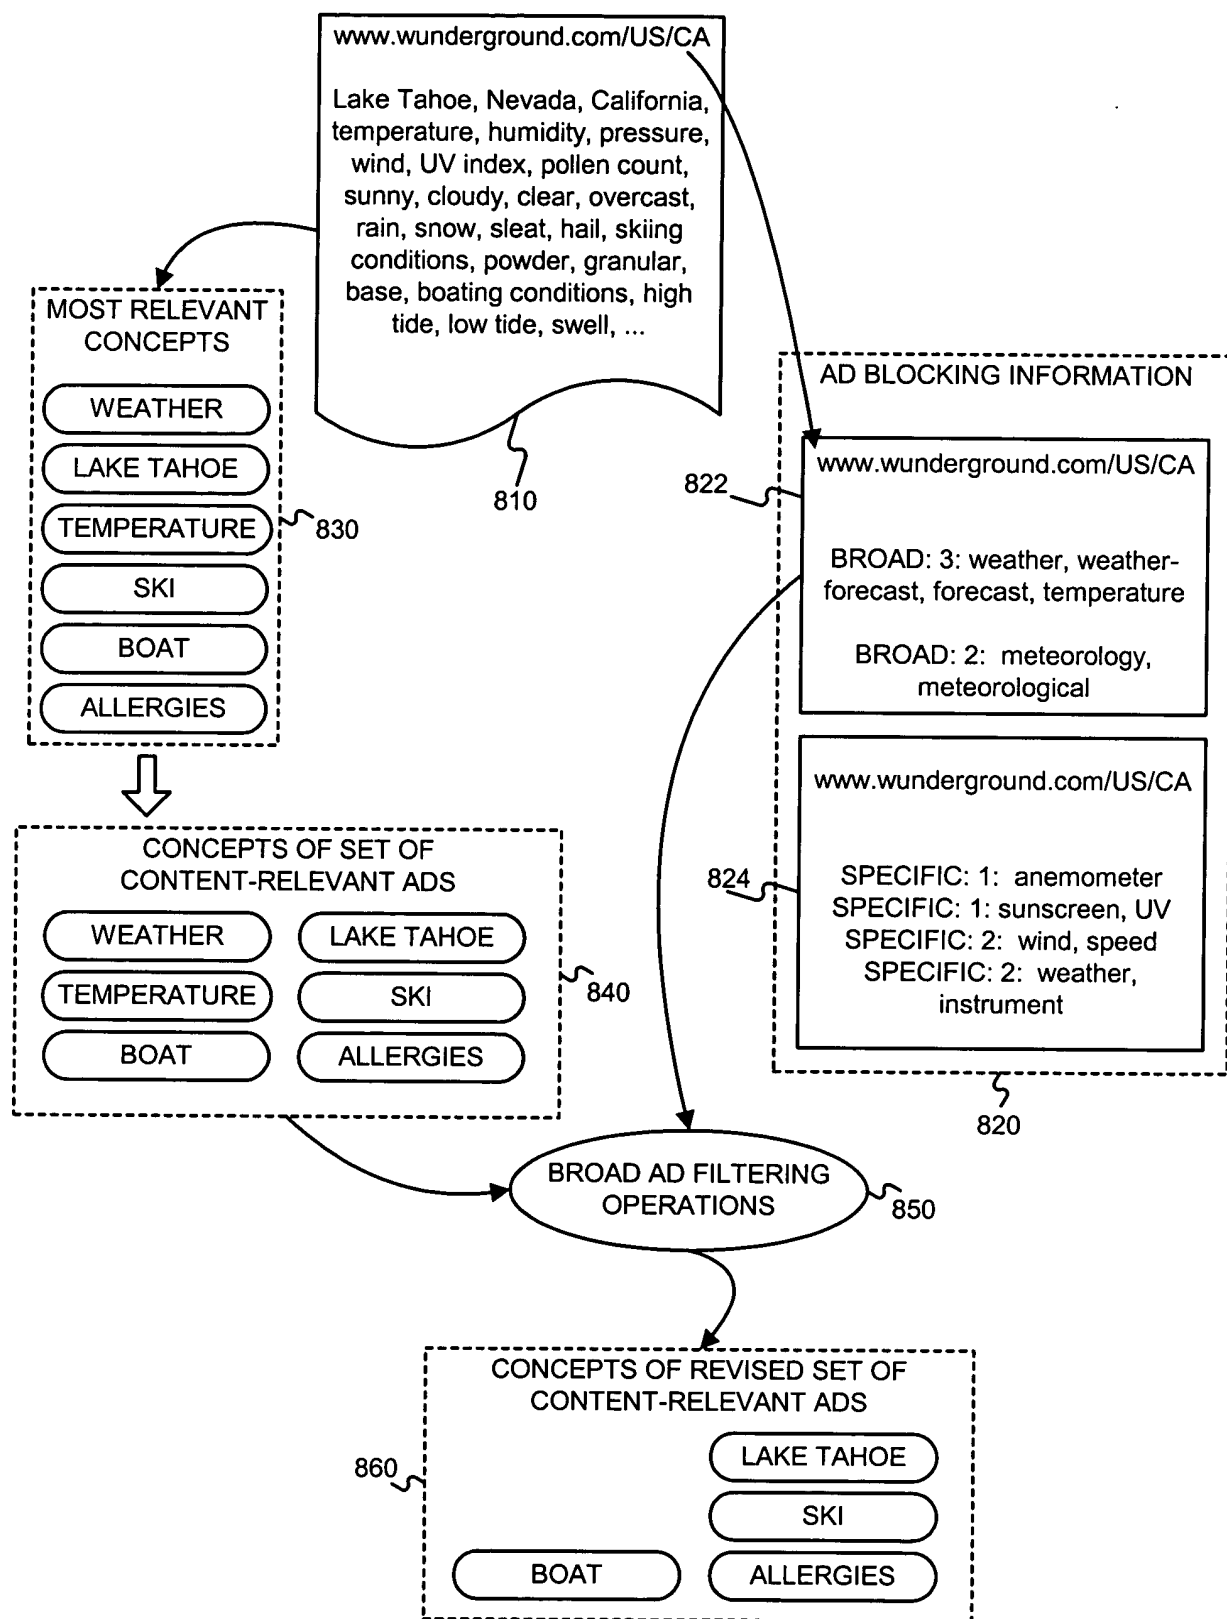 www.wunderground.com/US/CA
Lake Tahoe, Nevada, California,
temperature, humidity, pressure,
wind, UV index, pollen count,
sunny, cloudy, clear, overcast,
rain, snow, sleat, hail, skiing
conditions, powder, granular,
base, boating conditions, high
tide, low tide, swell, ...
810
MOST RELEVANT
CONCEPTS
WEATHER
LAKE TAHOE
TEMPERATURE
SKI
BOAT
ALLERGIES
830
AD BLOCKING INFORMATION
www.wunderground.com/US/CA
BROAD: 3: weather, weather-
forecast, forecast, temperature
BROAD: 2: meteorology,
meteorological
822
www.wunderground.com/US/CA
SPECIFIC: 1: anemometer
SPECIFIC: 1: sunscreen, UV
SPECIFIC: 2: wind, speed
SPECIFIC: 2: weather,
instrument
824
820
CONCEPTS OF SET OF
CONTENT-RELEVANT ADS
WEATHER
LAKE TAHOE
TEMPERATURE
SKI
BOAT
ALLERGIES
840
BROAD AD FILTERING
OPERATIONS
850
CONCEPTS OF REVISED SET OF
CONTENT-RELEVANT ADS
LAKE TAHOE
SKI
BOAT
ALLERGIES
860